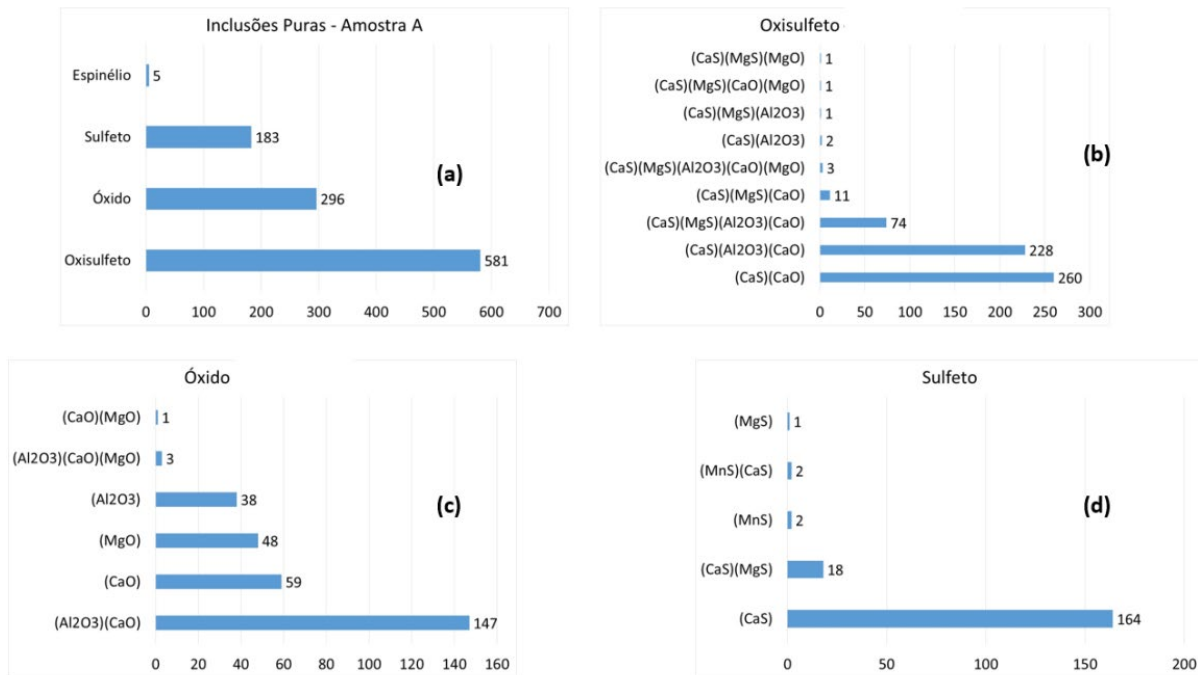 Inclusões Puras - Amostra A
Espinélio 5
Sulfeto 183
Óxido 296
Oxisulfeto 581
0 100 200 300 400 500 600 700
(a)
Oxisulfeto
(CaS)(MgS)(MgO) 1
(CaS)(MgS)(CaO)(MgO) 1
(CaS)(MgS)(Al2O3) 1
(CaS)(Al2O3) 2
(CaS)(MgS)(Al2O3)(CaO)(MgO) 3
(CaS)(MgS)(CaO) 11
(CaS)(MgS)(Al2O3)(CaO) 74
(CaS)(Al2O3)(CaO) 228
(CaS)(CaO) 260
0 50 100 150 200 250 300
(b)
Óxido
(CaO)(MgO) 1
(Al2O3)(CaO)(MgO) 3
(Al2O3) 38
(MgO) 48
(CaO) 59
(Al2O3)(CaO) 147
0 20 40 60 80 100 120 140 160
(c)
Sulfeto
(MgS) 1
(MnS)(CaS) 2
(MnS) 2
(CaS)(MgS) 18
(CaS) 164
0 50 100 150 200
(d)